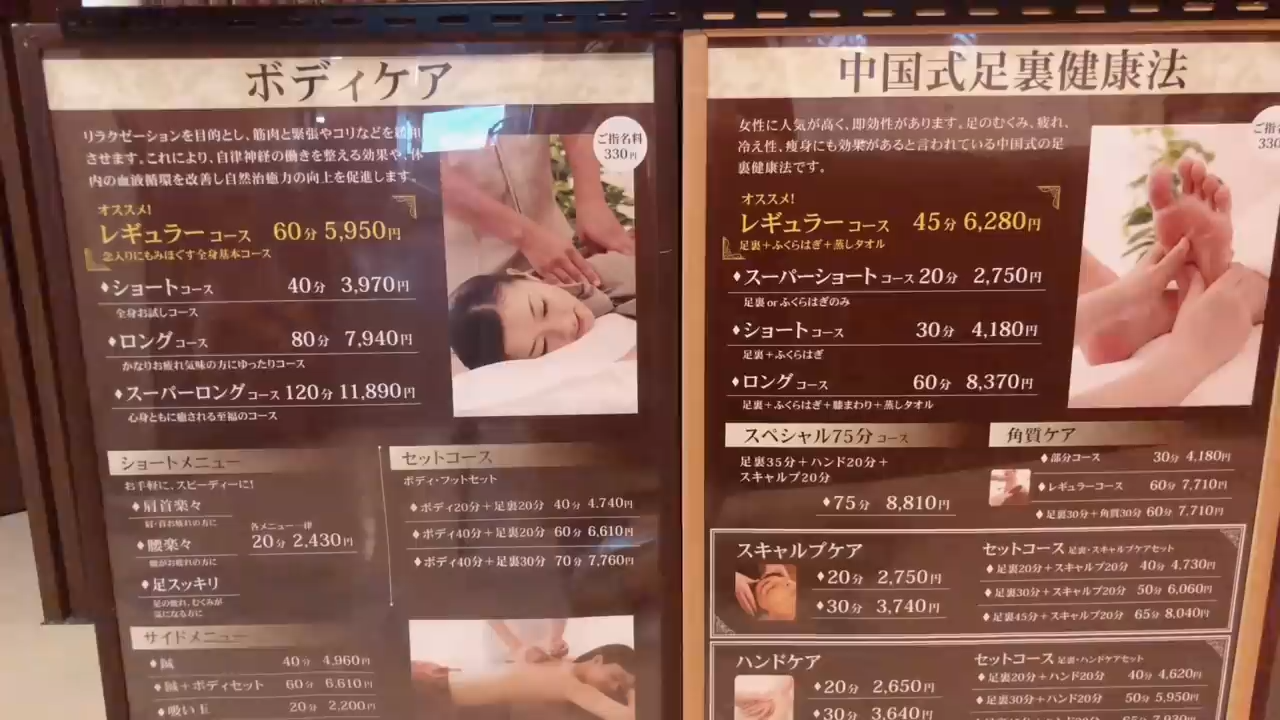 ボディケア
リラクゼーションを目的とし、筋肉と緊張やコリなどを緩和
させます。これにより、自律神経の働きを整える効果や、体
内の血液循環を改善し自然治癒力の向上を促進します。
ご指名料
330円
オススメ!
レギュラーコース 60分 5,950円
念入りにもみほぐす全身基本コース
♦ショートコース 40分 3,970円
全身お試しコース
♦ロングコース 80分 7,940円
かなりお疲れ気味の方にゆったりコース
♦スーパーロングコース 120分 11,890円
心身ともに癒される至福のコース
ショートメニュー
お手軽に、スピーディーに!
♦肩首楽々
肩・首お疲れの方に
♦腰楽々
腰がお疲れの方に
♦足スッキリ
足の疲れ、むくみが
気になる方に
各メニュー一律
20分 2,430円
セットコース
ボディ・フットセット
♦ボディ20分+足裏20分 40分 4,740円
♦ボディ40分+足裏20分 60分 6,610円
♦ボディ40分+足裏30分 70分 7,760円
サイドメニュー
♦鍼 40分 4,960円
♦鍼+ボディセット 60分 6,610円
♦吸い玉 20分 2,200円
中国式足裏健康法
女性に人気が高く、即効性があります。足のむくみ、疲れ、
冷え性、痩身にも効果があると言われている中国式の足
裏健康法です。
ご指名
330
オススメ!
レギュラーコース 45分 6,280円
足裏+ふくらはぎ+蒸しタオル
♦スーパーショートコース 20分 2,750円
足裏orふくらはぎのみ
♦ショートコース 30分 4,180円
足裏+ふくらはぎ
♦ロングコース 60分 8,370円
足裏+ふくらはぎ+膝まわり+蒸しタオル
スペシャル75分コース
足裏35分+ハンド20分+
スキャルプ20分
♦75分 8,810円
角質ケア
♦部分コース 30分 4,180円
♦レギュラーコース 60分 7,710円
♦足裏30分+角質30分 60分 7,710円
スキャルプケア
♦20分 2,750円
♦30分 3,740円
セットコース 足裏・スキャルプケアセット
♦足裏20分+スキャルプ20分 40分 4,730円
♦足裏30分+スキャルプ20分 50分 6,060円
♦足裏45分+スキャルプ20分 65分 8,040円
ハンドケア
♦20分 2,650円
♦30分 3,640円
セットコース 足裏・ハンドケアセット
♦足裏20分+ハンド20分 40分 4,620円
♦足裏30分+ハンド20分 50分 5,950円